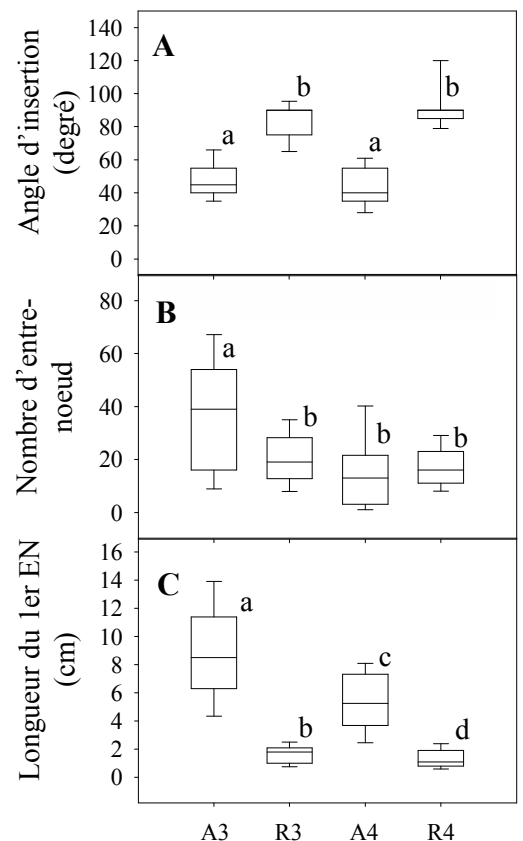 A
Angle d’insertion
(degré)
140
120
100
80
60
40
20
0
a
b
a
b
B
Nombre d’entre-
noeud
80
60
40
20
0
a
b
b
b
C
Longueur du 1er EN
(cm)
16
14
12
10
8
6
4
2
0
a
b
c
d
A3 R3 A4 R4